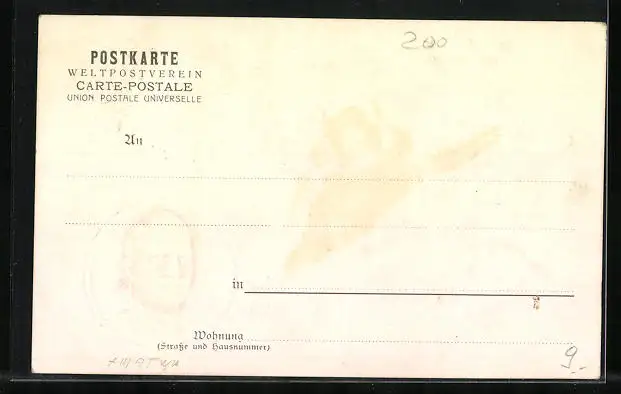 200
POSTKARTE
WELTPOSTVEREIN
CARTE-POSTALE
UNION POSTALE UNIVERSELLE
An
in
Wohnung
(Straße und Hausnummer)
9.-